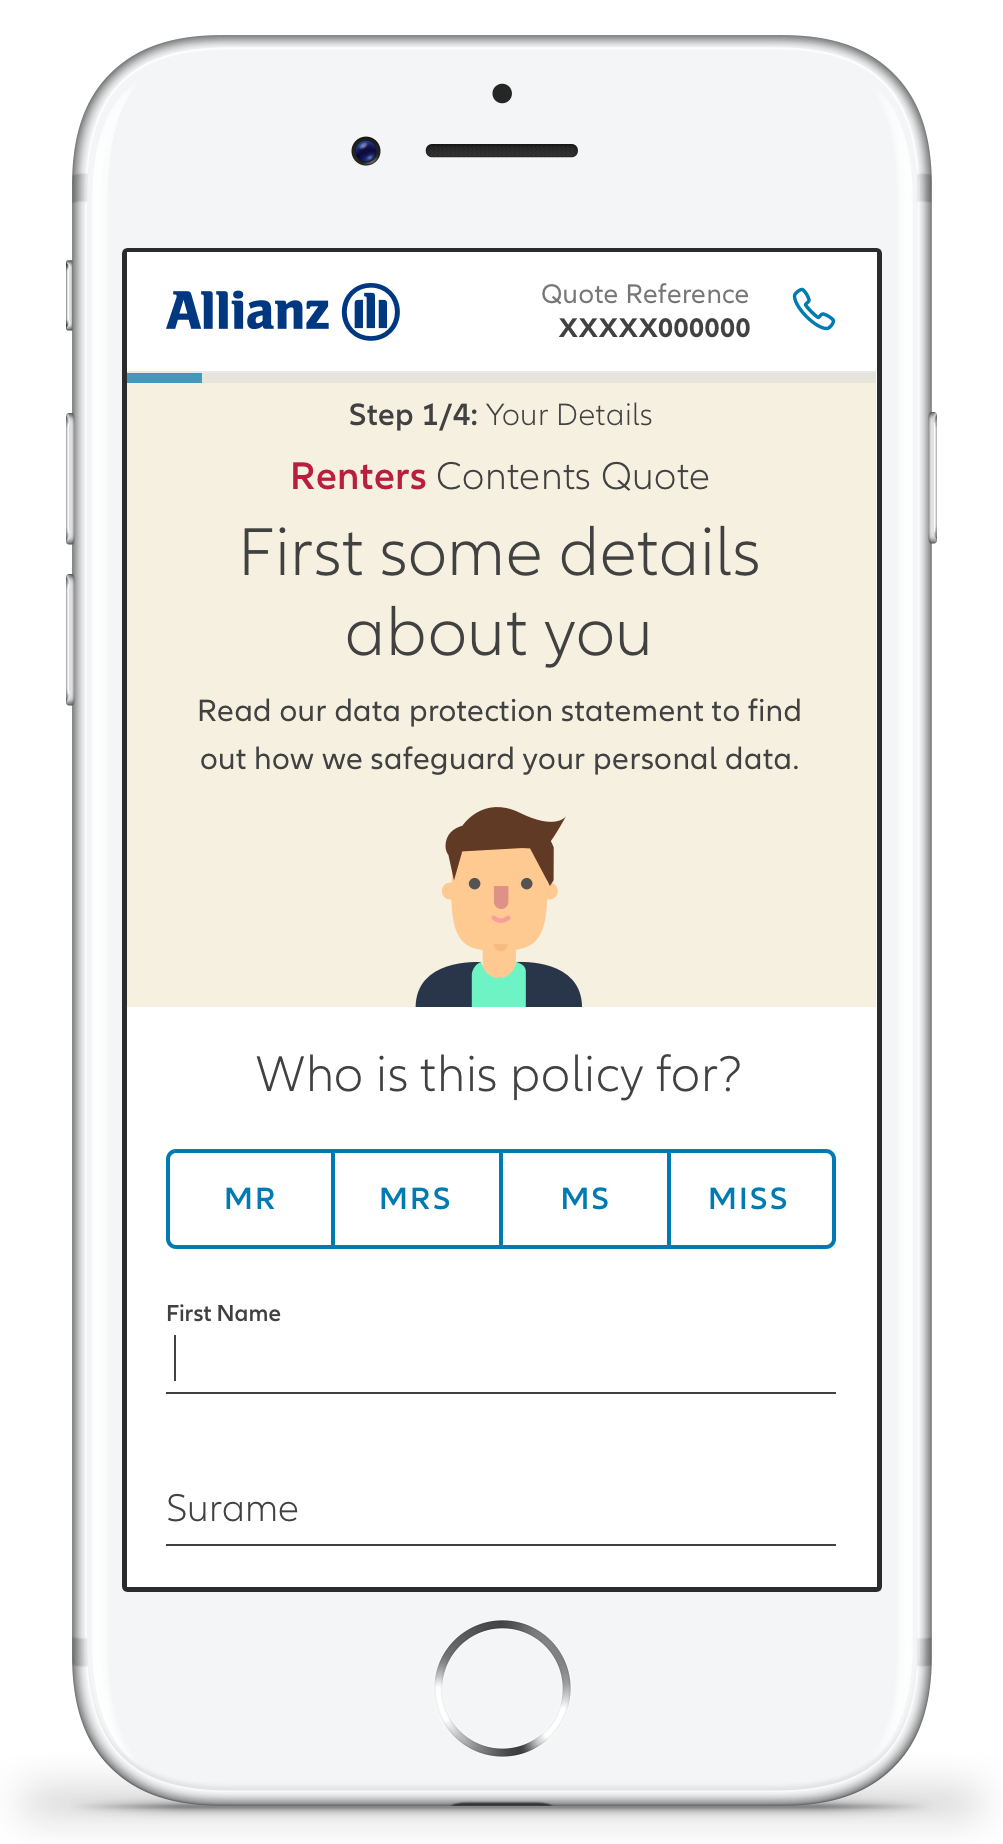 Allianz
Quote Reference
XXXXX000000
Step 1/4: Your Details
Renters Contents Quote
First some details
about you
Read our data protection statement to find
out how we safeguard your personal data.
Who is this policy for?
MR MRS MS MISS
First Name
Surame